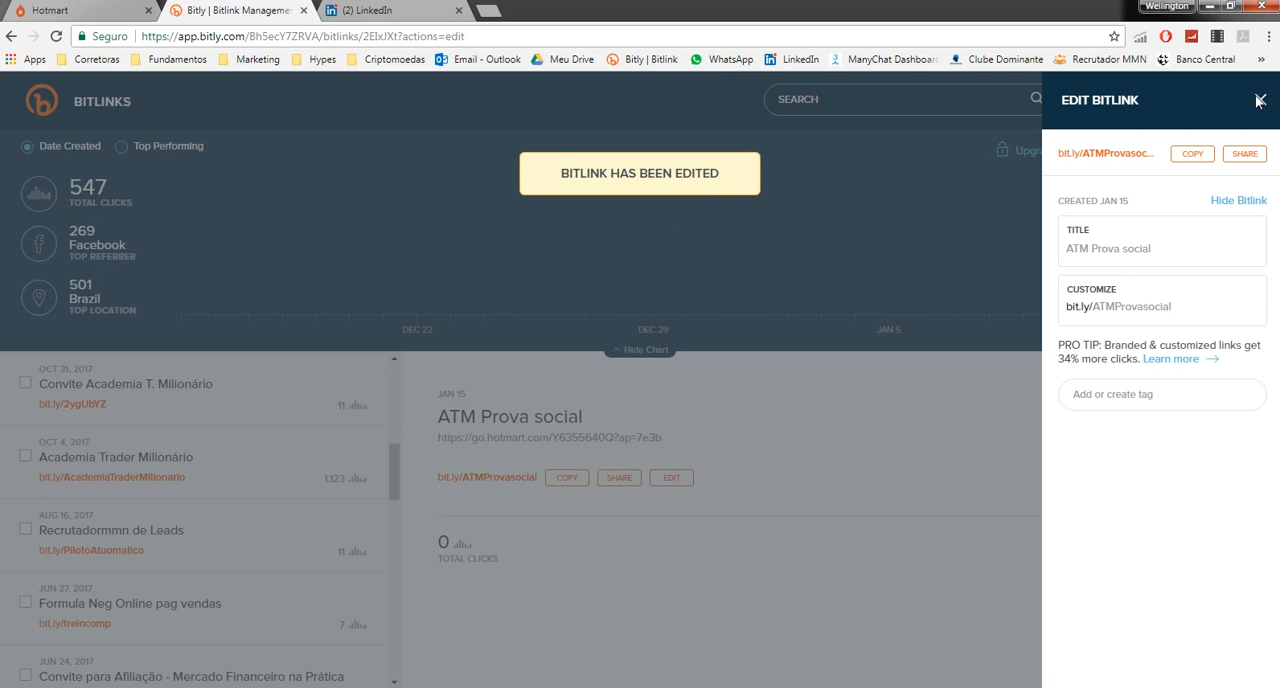 Hotmart
Bitly | Bitlink Manageme
(2) LinkedIn
Wellington
Seguro
https://app.bitly.com/Bh5ecY7ZRVA/bitlinks/2EIxJXt?actions=edit
Apps
Corretoras
Fundamentos
Marketing
Hypes
Criptomoedas
Email - Outlook
Meu Drive
Bitly | Bitlink
WhatsApp
LinkedIn
ManyChat Dashboar
Clube Dominante
Recrutador MMN
Banco Central
BITLINKS
SEARCH
EDIT BITLINK
Date Created
Top Performing
Upgr
BITLINK HAS BEEN EDITED
547
TOTAL CLICKS
269
Facebook
TOP REFERRER
501
Brazil
TOP LOCATION
DEC 22
DEC 29
JAN 5
Hide Chart
OCT 31, 2017
Convite Academia T. Milionário
bit.ly/2ygUbYZ
11
OCT 4, 2017
Academia Trader Milionário
bit.ly/AcademiaTraderMilionario
1.123
AUG 16, 2017
Recrutadormmn de Leads
bit.ly/PilotoAtuomatico
11
JUN 27, 2017
Formula Neg Online pag vendas
bit.ly/treincomp
7
JUN 24, 2017
Convite para Afiliação - Mercado Financeiro na Prática
JAN 15
ATM Prova social
https://go.hotmart.com/Y6355640Q?ap=7e3b
bit.ly/ATMProvasocial
COPY
SHARE
EDIT
0
TOTAL CLICKS
bit.ly/ATMProvasoc...
COPY
SHARE
CREATED JAN 15
Hide Bitlink
TITLE
ATM Prova social
CUSTOMIZE
bit.ly/ATMProvasocial
PRO TIP: Branded & customized links get
34% more clicks. Learn more →
Add or create tag